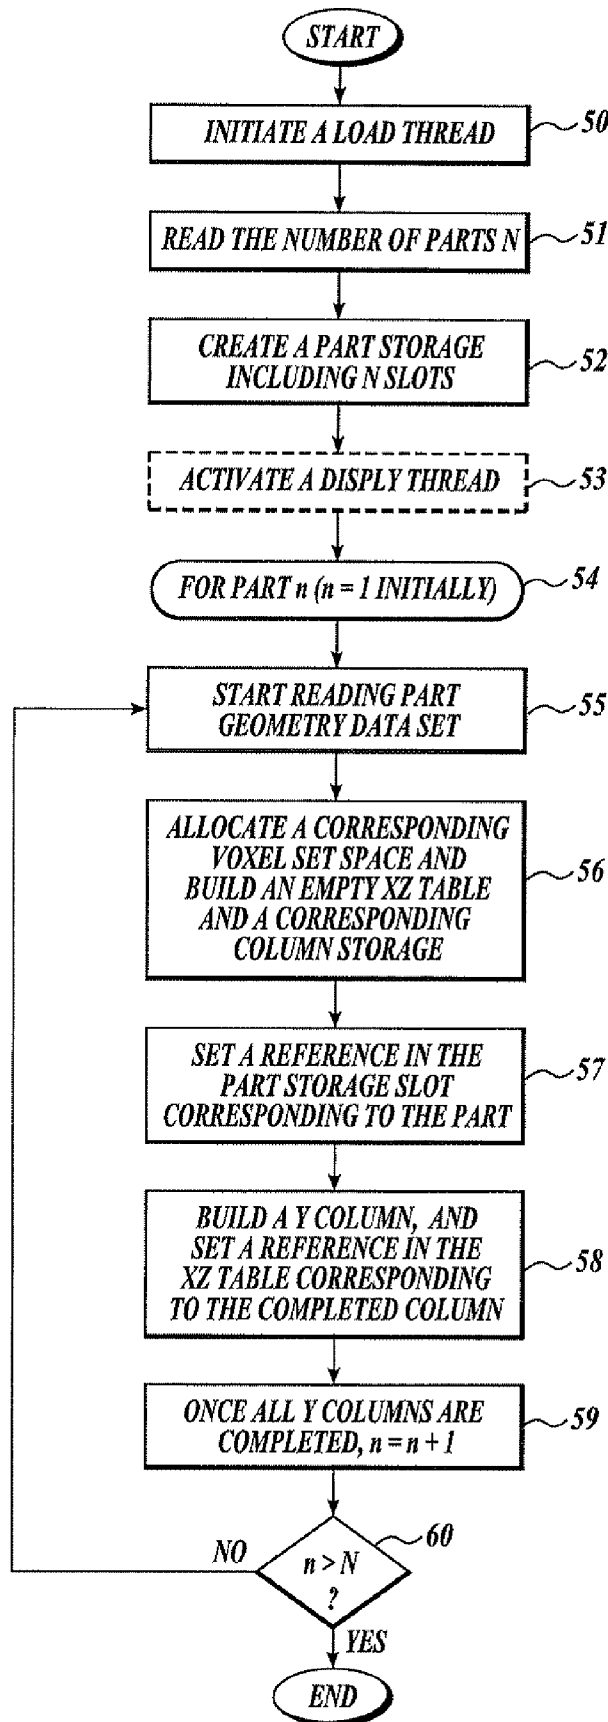 START
INITIATE A LOAD THREAD
50
READ THE NUMBER OF PARTS N
51
CREATE A PART STORAGE
INCLUDING N SLOTS
52
ACTIVATE A DISPLY THREAD
53
FOR PART n (n = 1 INITIALLY)
54
START READING PART
GEOMETRY DATA SET
55
ALLOCATE A CORRESPONDING
VOXEL SET SPACE AND
BUILD AN EMPTY XZ TABLE
AND A CORRESPONDING
COLUMN STORAGE
56
SET A REFERENCE IN THE
PART STORAGE SLOT
CORRESPONDING TO THE PART
57
BUILD A Y COLUMN, AND
SET A REFERENCE IN THE
XZ TABLE CORRESPONDING
TO THE COMPLETED COLUMN
58
ONCE ALL Y COLUMNS ARE
COMPLETED, n = n + 1
59
60
NO
n > N
?
YES
END